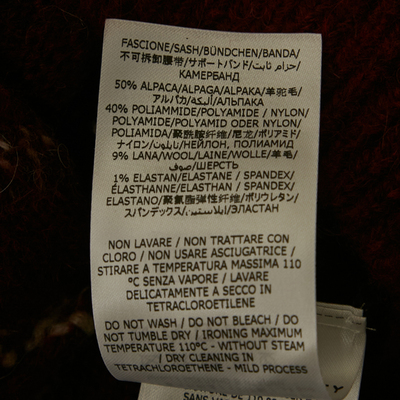 FASCIONE/SASH/BÜNDCHEN/BANDA/
不可拆卸腰带/حزام ثابت/サポートバンド/
КАМЕРБАНД
50% ALPACA/ALPAGA/ALPAKA/羊驼毛/
アルパカ/ألبكة/АЛЬПАКА
40% POLIAMMIDE/POLYAMIDE / NYLON/
POLYAMIDE/POLYAMID ODER NYLON/
POLIAMIDA/聚酰胺纤维/尼龙/ポリアミド/
ナイロン/نايلون/НЕЙЛОН, ПОЛИАМИД
9% LANA/WOOL/LAINE/WOLLE/羊毛/
صوف/ШЕРСТЬ
1% ELASTAN/ELASTANE / SPANDEX/
ÉLASTHANNE/ELASTHAN / SPANDEX/
ELASTANO/聚氨酯弹性纤维/ポリウレタン/
スパンデックス/إيلاستين/ЭЛАСТАН
NON LAVARE / NON TRATTARE CON
CLORO / NON USARE ASCIUGATRICE /
STIRARE A TEMPERATURA MASSIMA 110
ºC SENZA VAPORE / LAVARE
DELICATAMENTE A SECCO IN
TETRACLOROETILENE
DO NOT WASH / DO NOT BLEACH / DO
NOT TUMBLE DRY / IRONING MAXIMUM
TEMPERATURE 110ºC - WITHOUT STEAM
/ DRY CLEANING IN
TETRACHLOROETHENE - MILD PROCESS